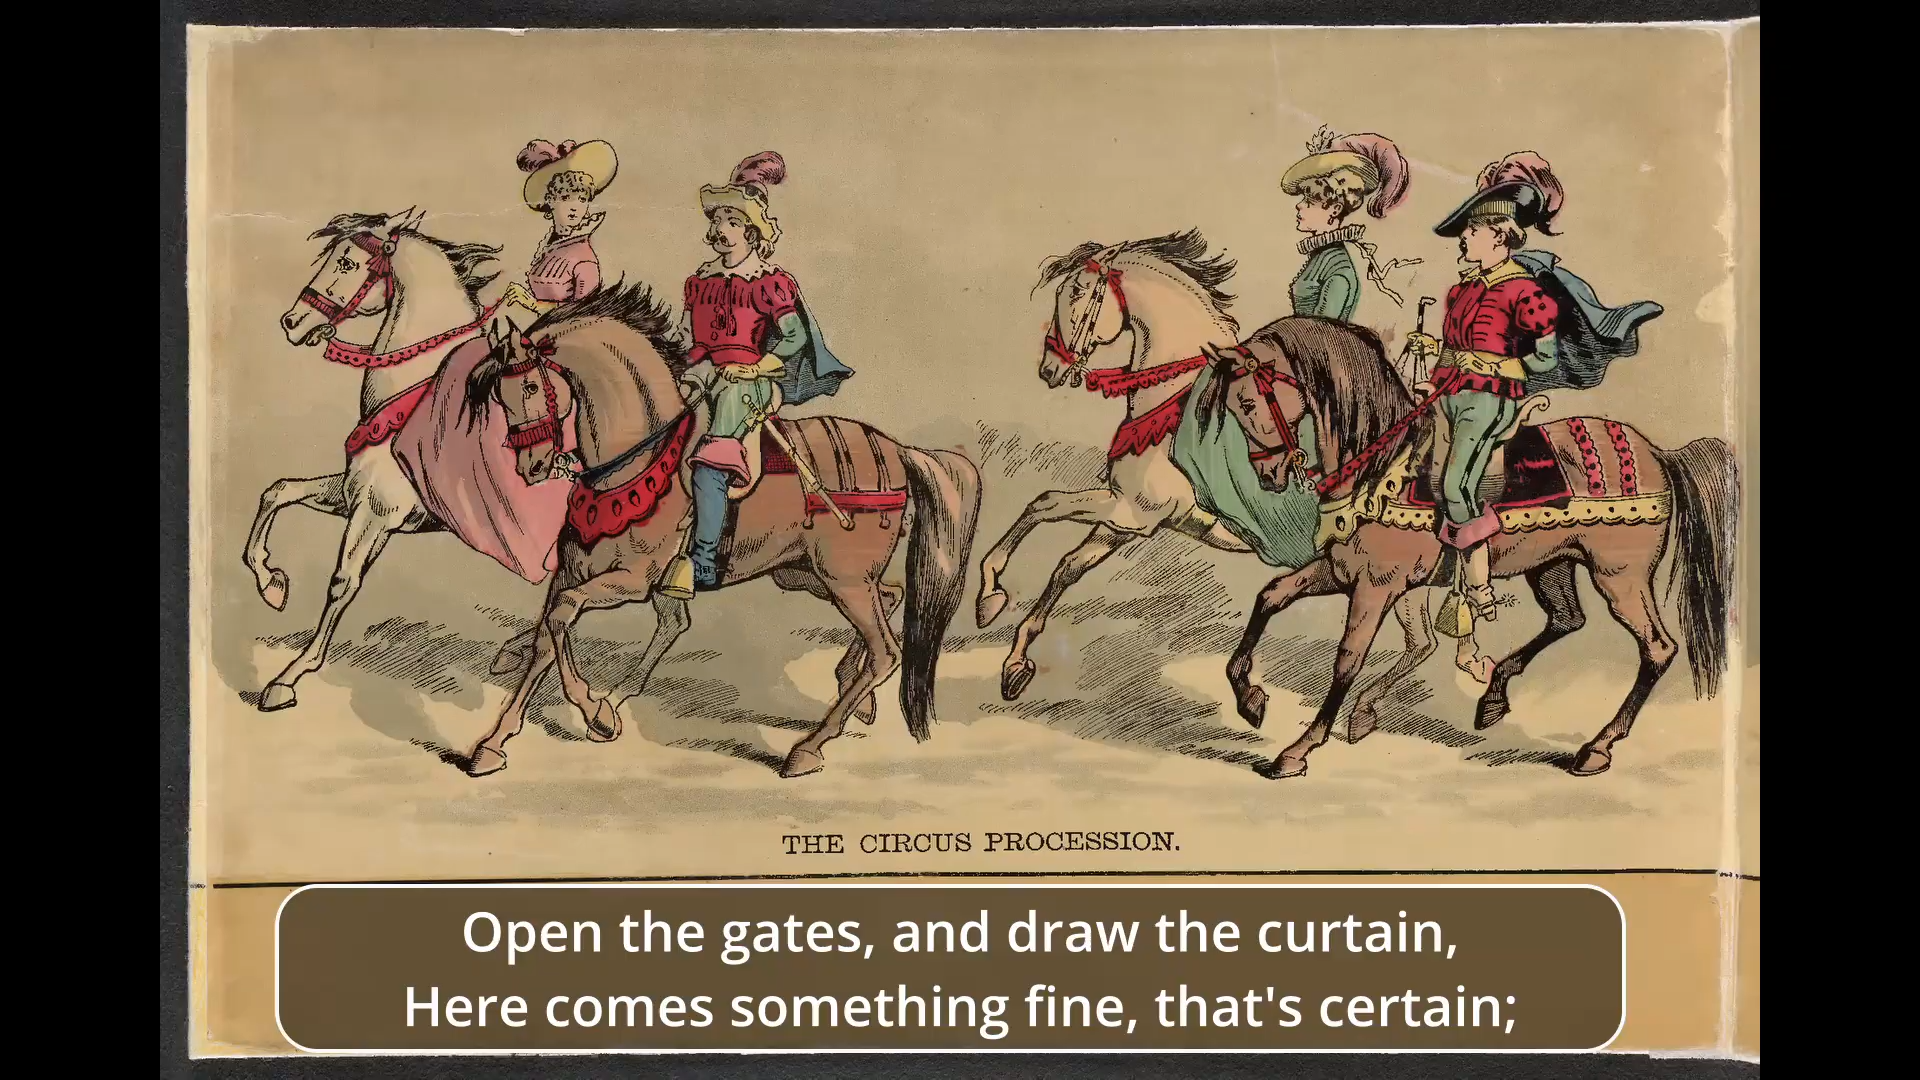 THE CIRCUS PROCESSION.
Open the gates, and draw the curtain,
Here comes something fine, that's certain;